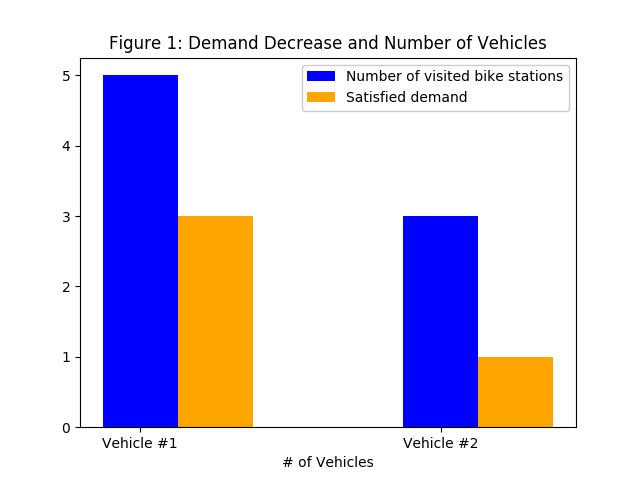 Figure 1: Demand Decrease and Number of Vehicles
Number of visited bike stations
Satisfied demand
5
4
3
2
1
0
Vehicle #1
Vehicle #2
# of Vehicles